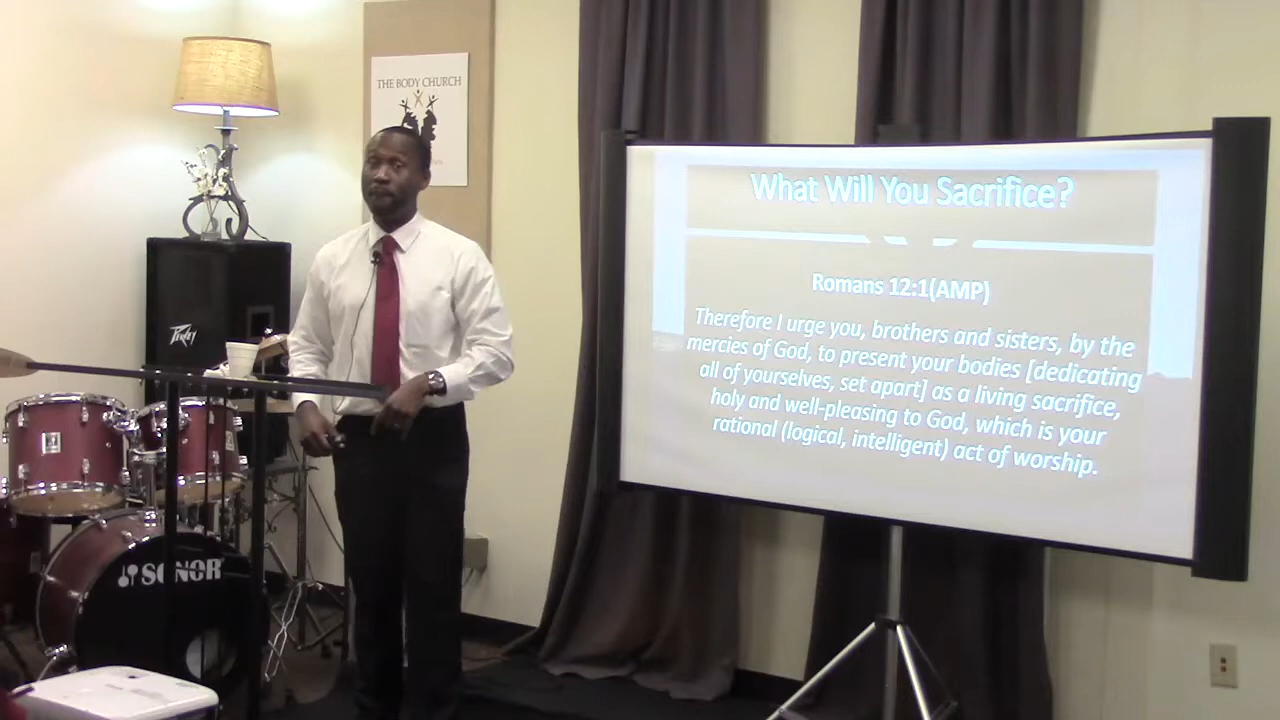 THE BODY CHURCH
What Will You Sacrifice?
Romans 12:1(AMP)
Therefore I urge you, brothers and sisters, by the
mercies of God, to present your bodies [dedicating
all of yourselves, set apart] as a living sacrifice,
holy and well-pleasing to God, which is your
rational (logical, intelligent) act of worship.
PEAVEY
SONOR